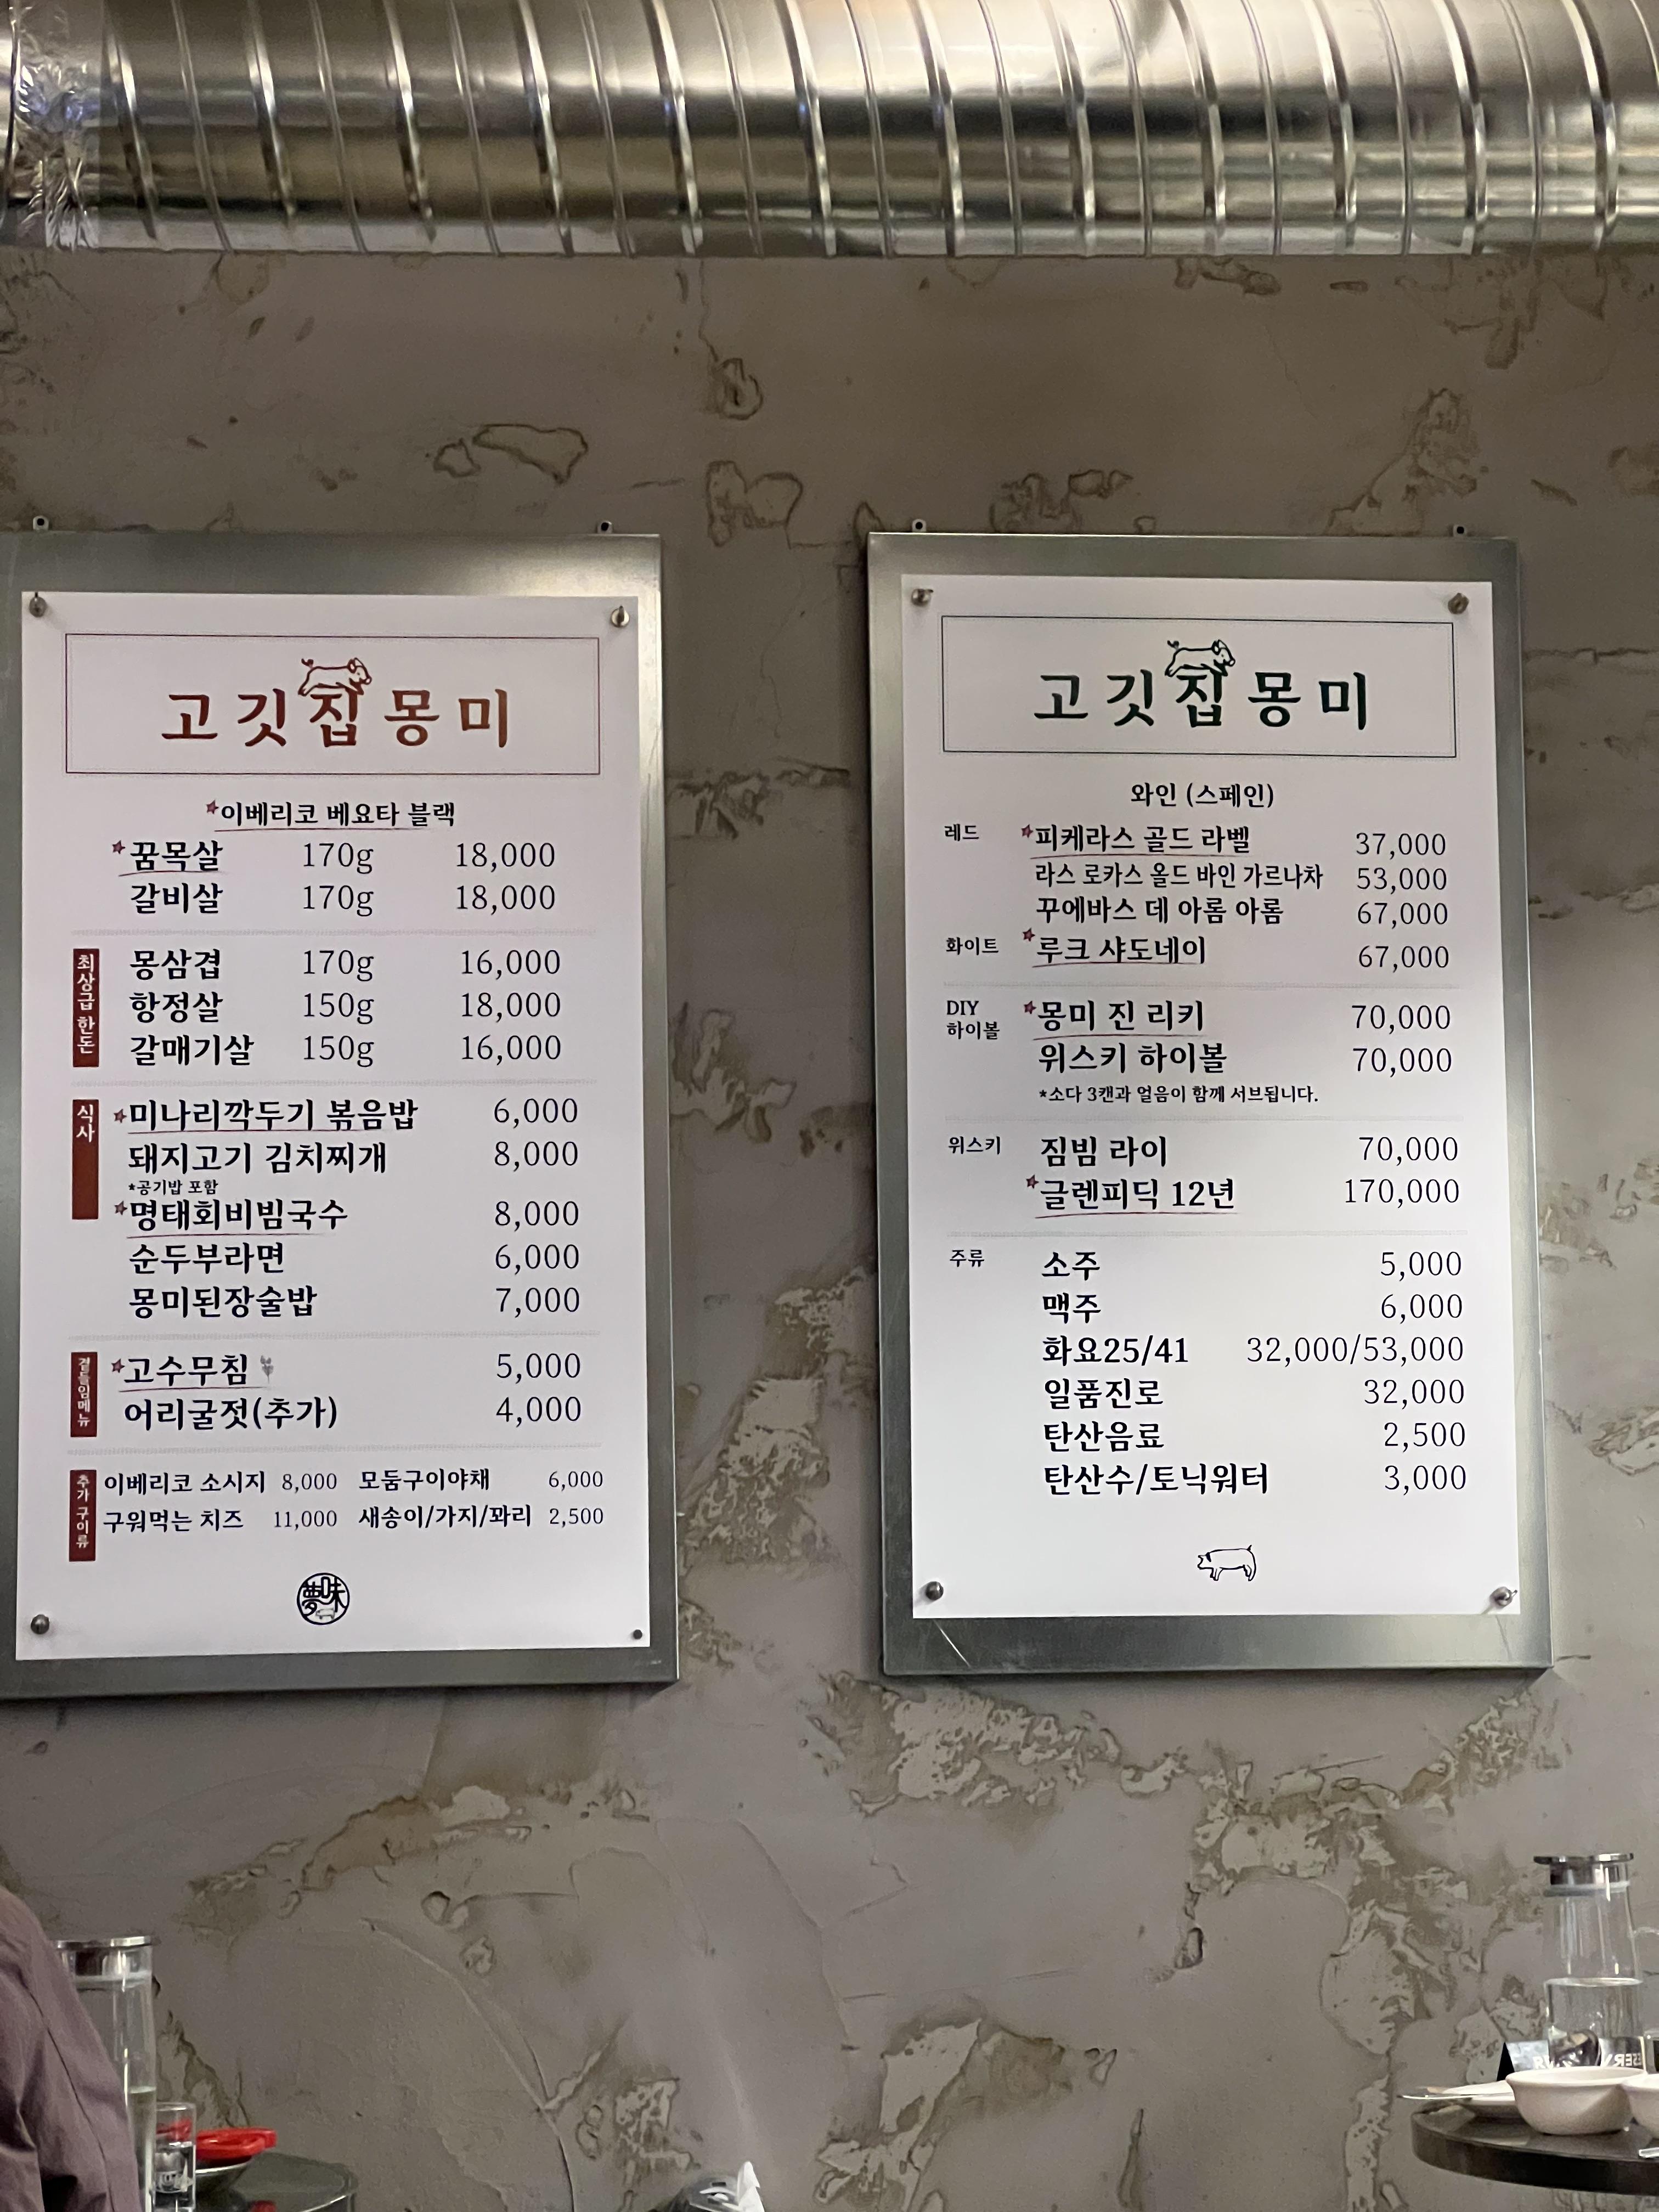 고깃집몽미
*이베리코 베요타 블랙
*꿈목살 170g 18,000
갈비살 170g 18,000
최상급 한돈
몽삼겹 170g 16,000
항정살 150g 18,000
갈매기살 150g 16,000
식사
*미나리깍두기 볶음밥 6,000
돼지고기 김치찌개 8,000
*공기밥 포함
*명태회비빔국수 8,000
순두부라면 6,000
몽미된장술밥 7,000
곁들임메뉴
*고수무침 5,000
어리굴젓(추가) 4,000
추가 구이류
이베리코 소시지 8,000 모둠구이야채 6,000
구워먹는 치즈 11,000 새송이/가지/꽈리 2,500
夢味
고깃집몽미
와인 (스페인)
레드 *피케라스 골드 라벨 37,000
라스 로카스 올드 바인 가르나차 53,000
꾸에바스 데 아롬 아롬 67,000
화이트 *루크 샤도네이 67,000
DIY
하이볼
*몽미 진 리키 70,000
위스키 하이볼 70,000
*소다 3캔과 얼음이 함께 서브됩니다.
위스키 짐빔 라이 70,000
*글렌피딕 12년 170,000
주류 소주 5,000
맥주 6,000
화요25/41 32,000/53,000
일품진로 32,000
탄산음료 2,500
탄산수/토닉워터 3,000